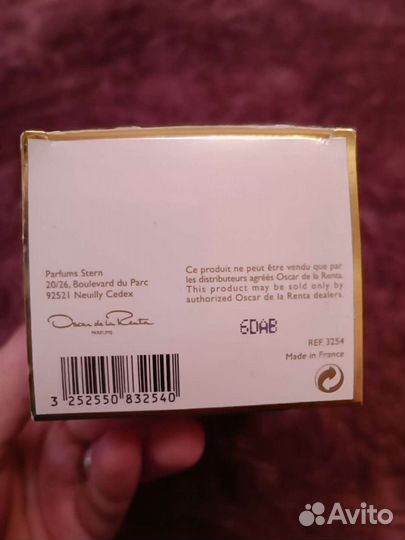 Parfums Stern
20/26, Boulevard du Parc
92521 Neuilly Cedex
Oscar de la Renta
PARFUMS
3 252550 832540
Ce produit ne peut être vendu que par
les distributeurs agréés Oscar de la Renta.
This product may be sold only by
authorized Oscar de la Renta dealers.
6DAB
REF. 3254
Made in France
Avito